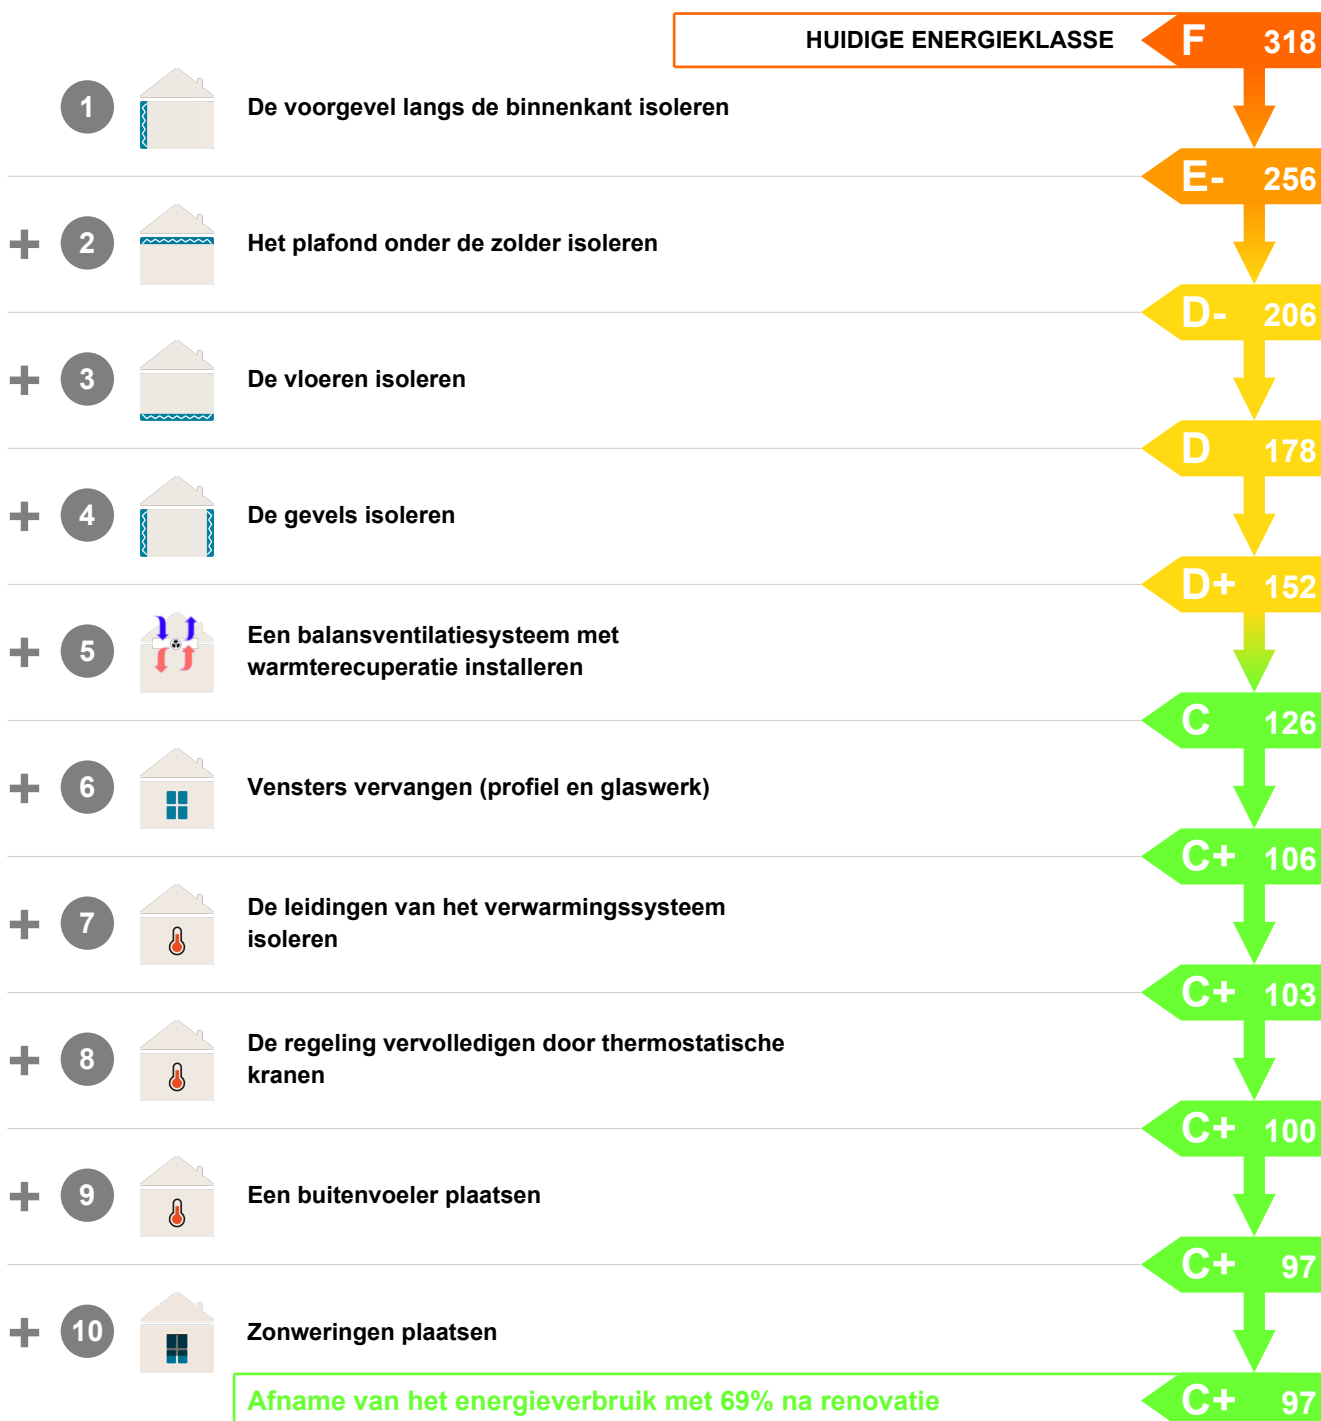 HUIDIGE ENERGIEKLASSE F 318
1 De voorgevel langs de binnenkant isoleren
E- 256
+ 2 Het plafond onder de zolder isoleren
D- 206
+ 3 De vloeren isoleren
D 178
+ 4 De gevels isoleren
D+ 152
+ 5 Een balansventilatiesysteem met
warmterecuperatie installeren
C 126
+ 6 Vensters vervangen (profiel en glaswerk)
C+ 106
+ 7 De leidingen van het verwarmingssysteem
isoleren
C+ 103
+ 8 De regeling vervolledigen door thermostatische
kranen
C+ 100
+ 9 Een buitenvoeler plaatsen
C+ 97
+ 10 Zonweringen plaatsen
Afname van het energieverbruik met 69% na renovatie C+ 97